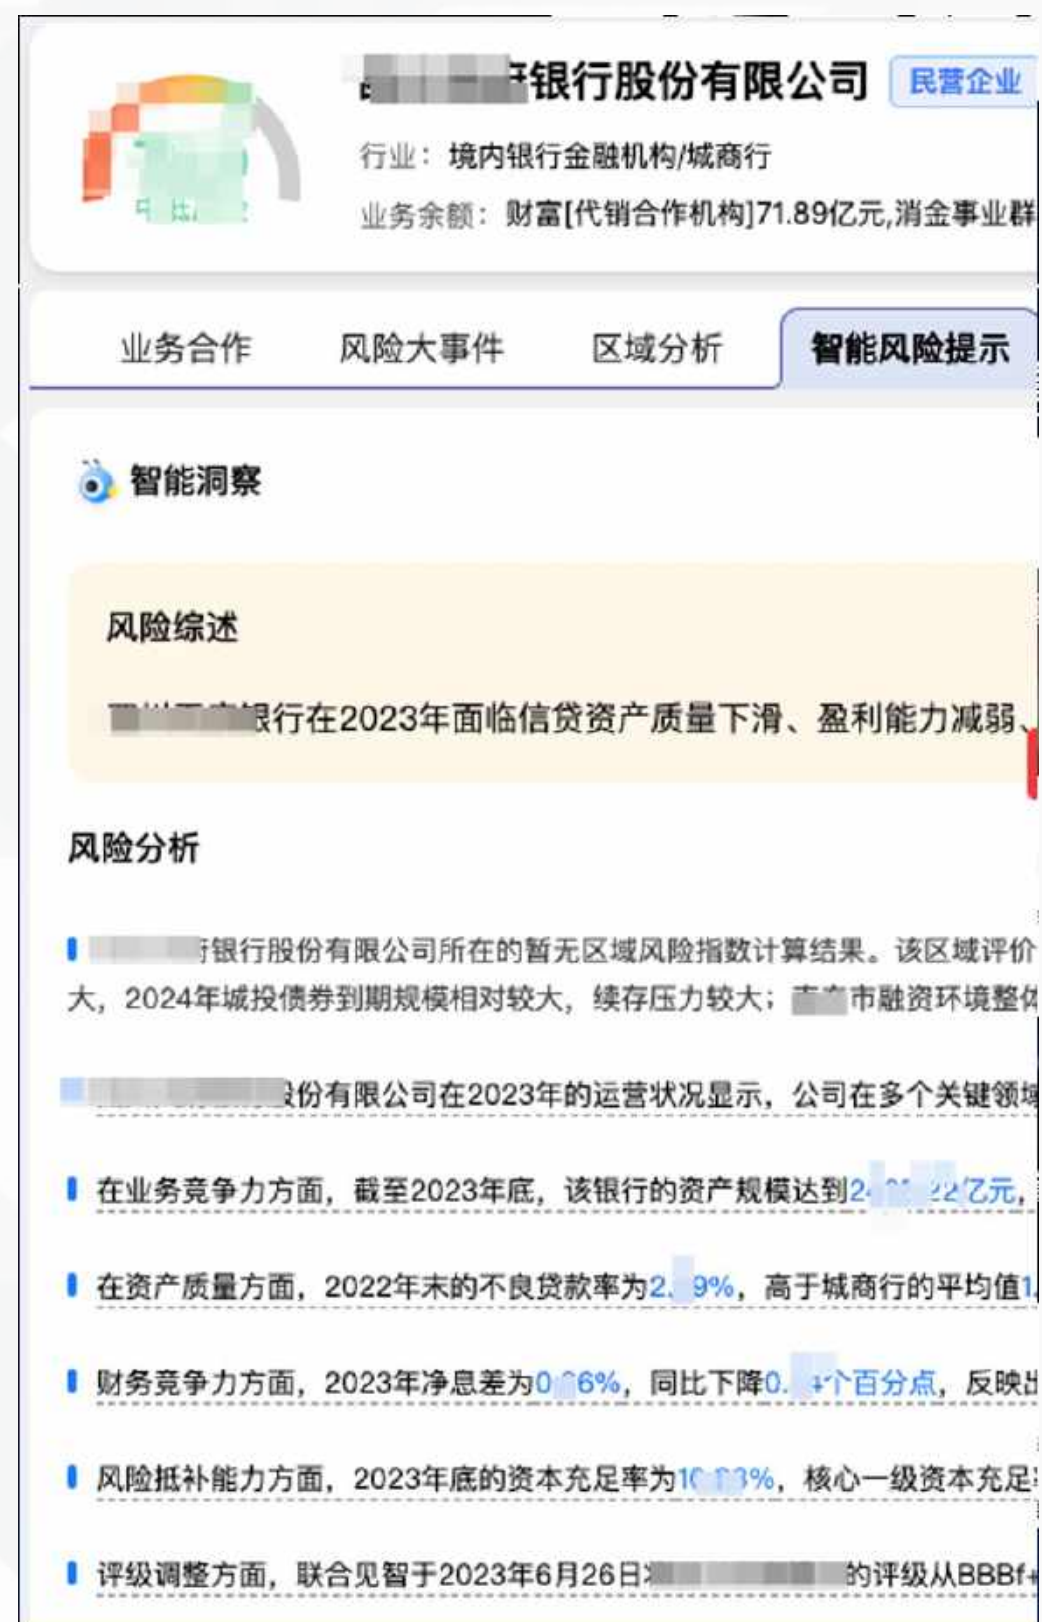 银行股份有限公司 民营企业
行业：境内银行金融机构/城商行
业务余额：财富[代销合作机构]71.89亿元,消金事业群
业务合作 风险大事件 区域分析 智能风险提示
智能洞察
风险综述
银行在2023年面临信贷资产质量下滑、盈利能力减弱、
风险分析
银行股份有限公司所在的暂无区域风险指数计算结果。该区域评价
大，2024年城投债券到期规模相对较大，续存压力较大；市融资环境整体
股份有限公司在2023年的运营状况显示，公司在多个关键领域
在业务竞争力方面，截至2023年底，该银行的资产规模达到亿元，
在资产质量方面，2022年末的不良贷款率为，高于城商行的平均值1.
财务竞争力方面，2023年净息差为，同比下降个百分点，反映出
风险抵补能力方面，2023年底的资本充足率为，核心一级资本充足率
评级调整方面，联合见智于2023年6月26日将的评级从BBBf+